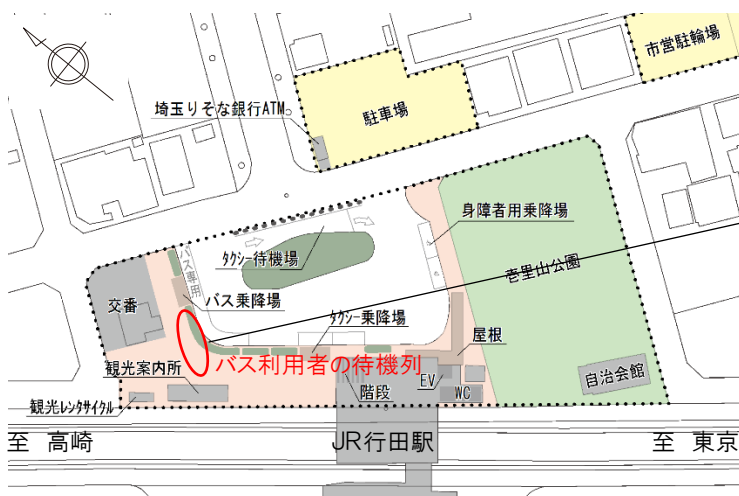 市営駐輪場
埼玉りそな銀行ATM
駐車場
身障者用乗降場
タクシー待機場
バス専用
壱里山公園
バス乗降場
交番
タクシー乗降場
屋根
バス利用者の待機列
観光案内所
EV
階段
WC
自治会館
観光レンタサイクル
至 高崎
JR行田駅
至 東京